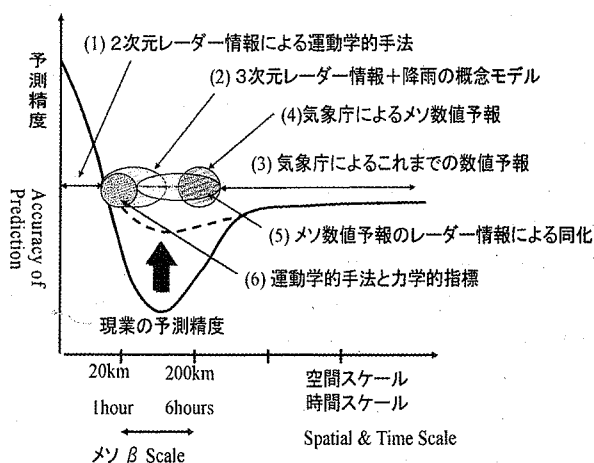 (1) 2次元レーダー情報による運動学的手法
(2) 3次元レーダー情報+降雨の概念モデル
(4)気象庁によるメソ数値予報
(3) 気象庁によるこれまでの数値予報
(5) メソ数値予報のレーダー情報による同化
(6) 運動学的手法と力学的指標
予測精度
Accuracy of
Prediction
現業の予測精度
20km 200km 空間スケール
1hour 6hours 時間スケール
メソ β Scale Spatial & Time Scale